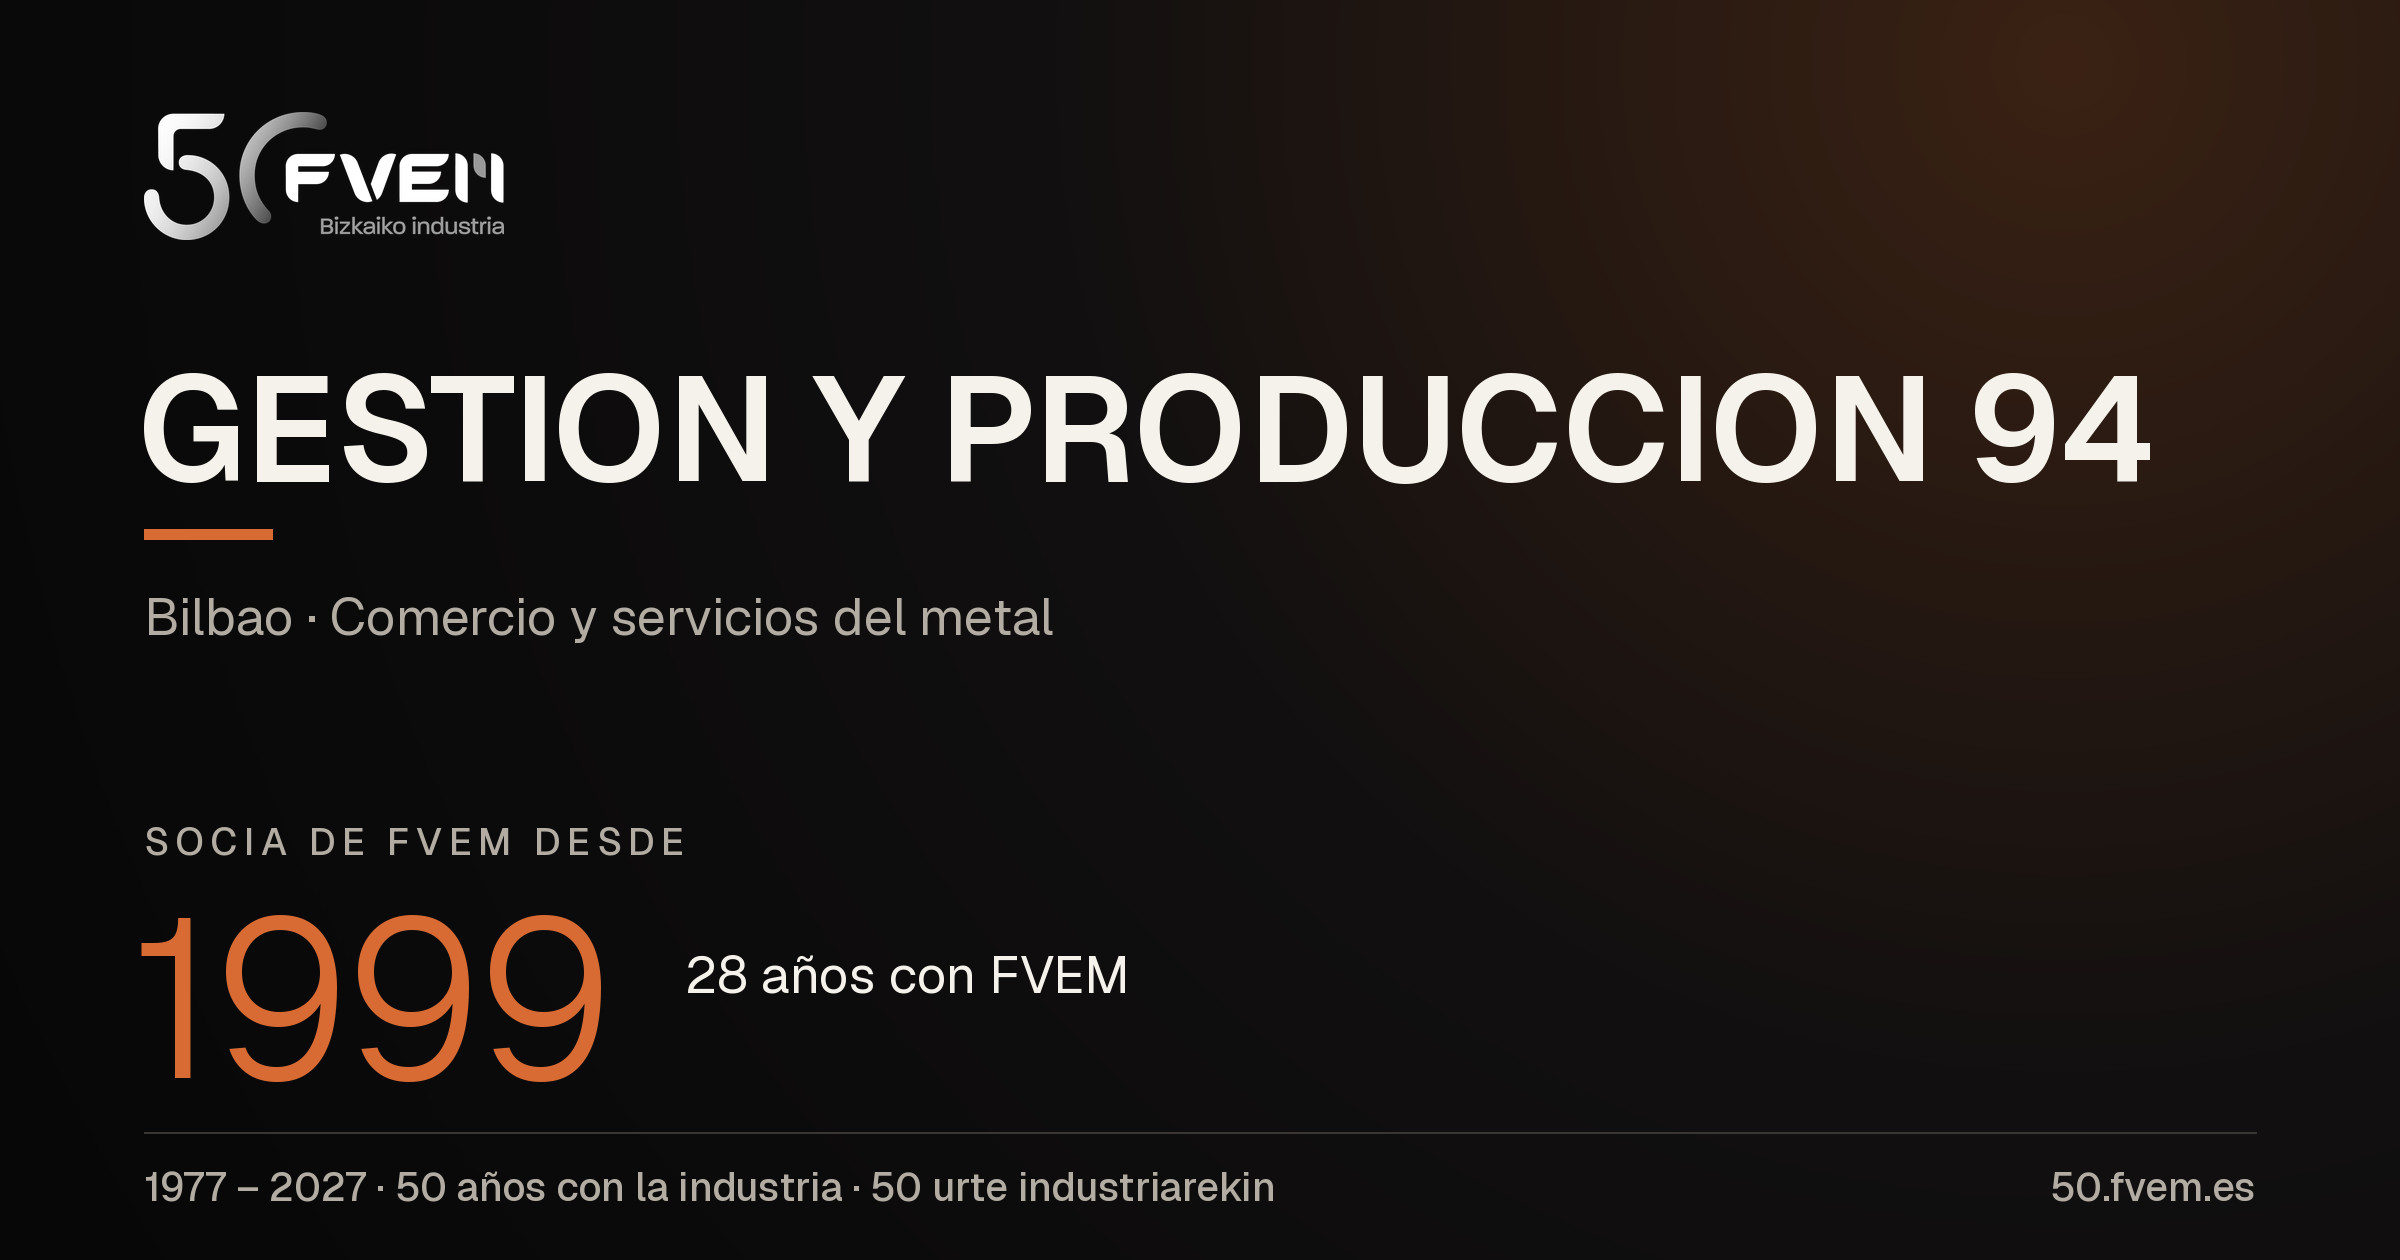 50 FVEM
Bizkaiko industria
GESTION Y PRODUCCION 94
Bilbao · Comercio y servicios del metal
SOCIA DE FVEM DESDE
1999
28 años con FVEM
1977 – 2027 · 50 años con la industria · 50 urte industriarekin
50.fvem.es